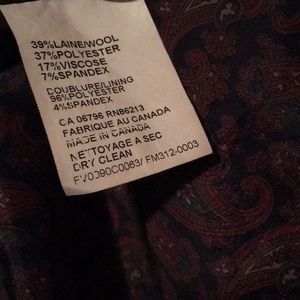 39%LAINE/WOOL
37%POLYESTER
17%VISCOSE
7%SPANDEX
DOUBLURE/LINING
96%POLYESTER
4%SPANDEX
CA 06796 RN86213
FABRIQUE AU CANADA
MADE IN CANADA
NETTOYAGE A SEC
DRY CLEAN
FV0090C0063/ FM312-0003